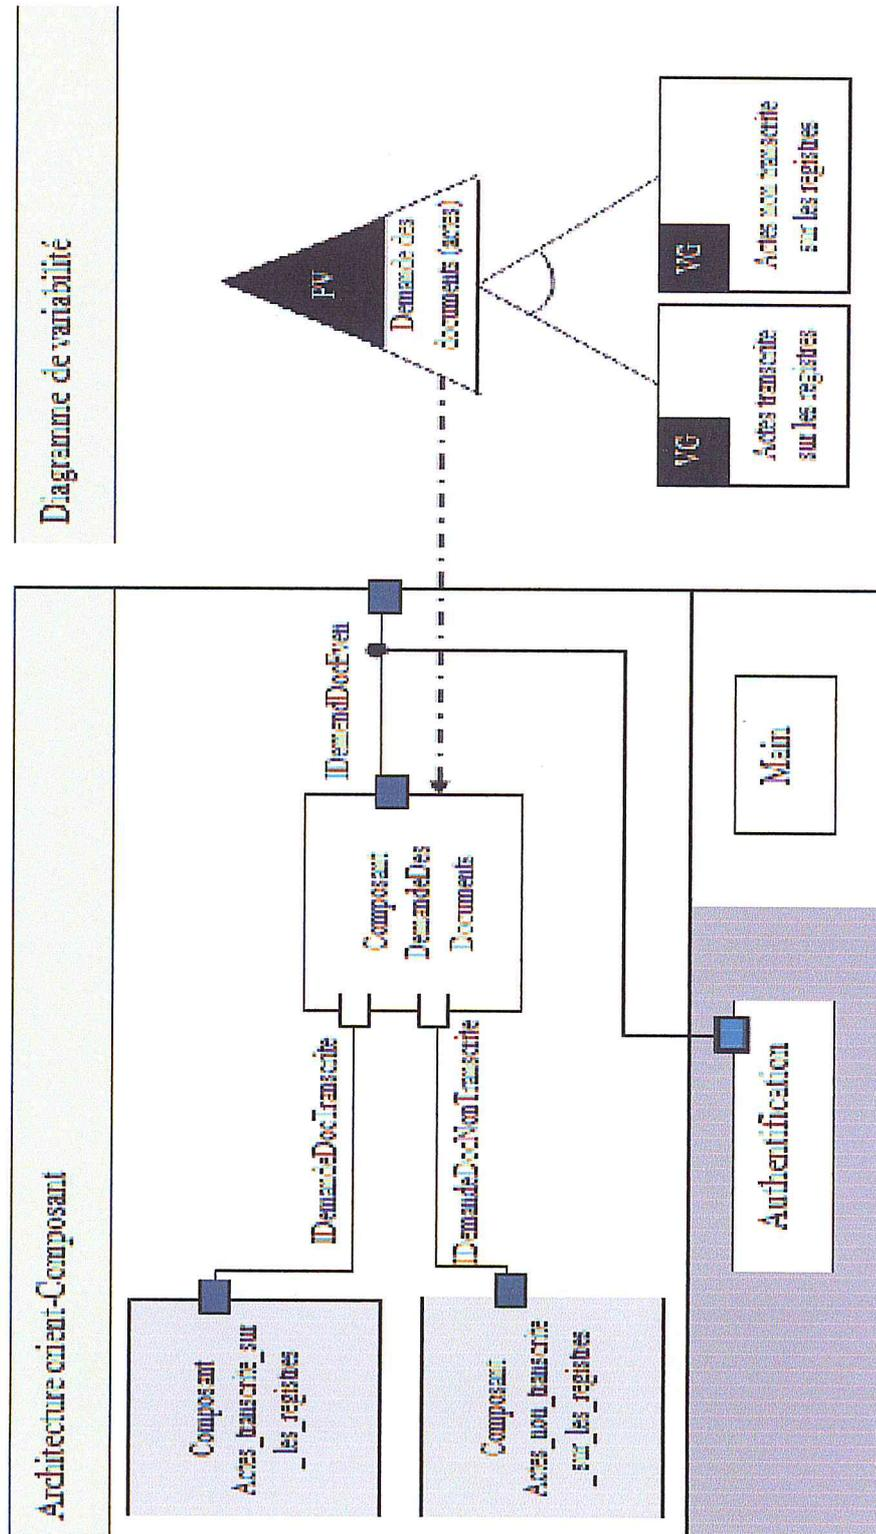 Architecture orient-Composant
Diagramme de variabilité
Composant
Actes_transcrite_sur
_les_registres
IDemandeDocTranscrite
Composant
Actes_non_transcrite
_sur_les_registres
IDemandeDocNonTranscrite
Composant
DemandeDes
Documents
IDemandDocEven
Authentification
Main
PV
Demande des
documents (actes)
VG
Actes transcrite
sur les registres
VG
Actes non transcrite
sur les registres